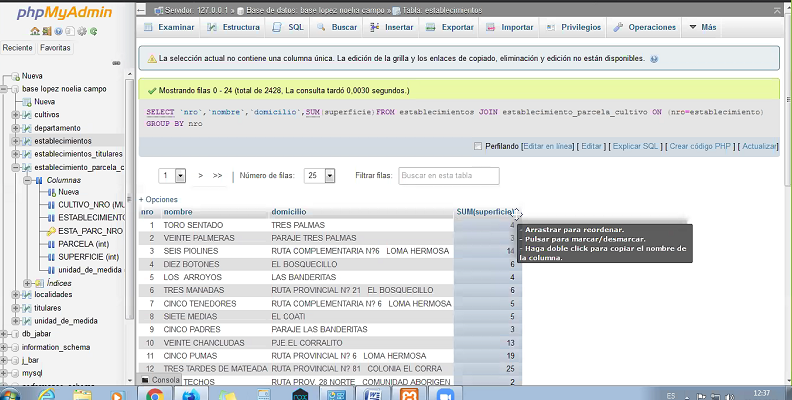 phpMyAdmin
Reciente Favoritas
Nueva
base lopez noelia campo
Nueva
cultivos
departamento
establecimientos
establecimientos_titulares
establecimiento_parcela_c
Columnas
Nueva
CULTIVO_NRO (MU
ESTABLECIMIENTO
ESTA_PARC_NRO
PARCELA (int)
SUPERFICIE (int)
unidad_de_medida
Índices
localidades
titulares
unidad_de_medida
db_jabar
information_schema
j_bar
mysql
Servidor: 127.0.0.1 » Base de datos: base lopez noelia campo » Tabla: establecimientos
Examinar Estructura SQL Buscar Insertar Exportar Importar Privilegios Operaciones Más
La selección actual no contiene una columna única. La edición de la grilla y los enlaces de copiado, eliminación y edición no están disponibles.
Mostrando filas 0 - 24 (total de 2428, La consulta tardó 0,0030 segundos.)
SELECT `nro`,`nombre`,`domicilio`,SUM(superficie)FROM establecimientos JOIN establecimiento_parcela_cultivo ON (nro=establecimiento)
GROUP BY nro
Perfilando [Editar en línea] [ Editar ] [ Explicar SQL ] [ Crear código PHP ] [ Actualizar]
1 > >> Número de filas: 25 Filtrar filas: Buscar en esta tabla
+ Opciones
nro nombre domicilio SUM(superficie)
1 TORO SENTADO TRES PALMAS 4
2 VEINTE PALMERAS PARAJE TRES PALMAS 3
3 SEIS PIOLINES RUTA COMPLEMENTARIA N?6 LOMA HERMOSA 14
4 DIEZ BOTONES EL BOSQUECILLO 6
5 LOS ARROYOS LAS BANDERITAS 4
6 TRES MANADAS RUTA PROVINCIAL N? 21 EL BOSQUECILLO 6
7 CINCO TENEDORES RUTA COMPLEMENTARIA N? 6 LOMA HERMOSA 5
8 SIETE MEDIAS EL COATI 5
9 CINCO PADRES PARAJE LAS BANDERITAS 3
10 VEINTE CHANCLUDAS PJE.EL CORRALITO 13
11 CINCO PUMAS RUTA PROVINCIAL N? 6 LOMA HERMOSA 19
12 TRES TARDES DE MATEADA RUTA PROVINCIAL N? 81 COLONIA EL CORRA 25
TECHOS RUTA PROV. 28 NORTE COMUNIDAD ABORIGEN 2
- Arrastrar para reordenar.
- Pulsar para marcar/desmarcar.
- Haga doble click para copiar el nombre de
la columna.
Consola
ES
12:37